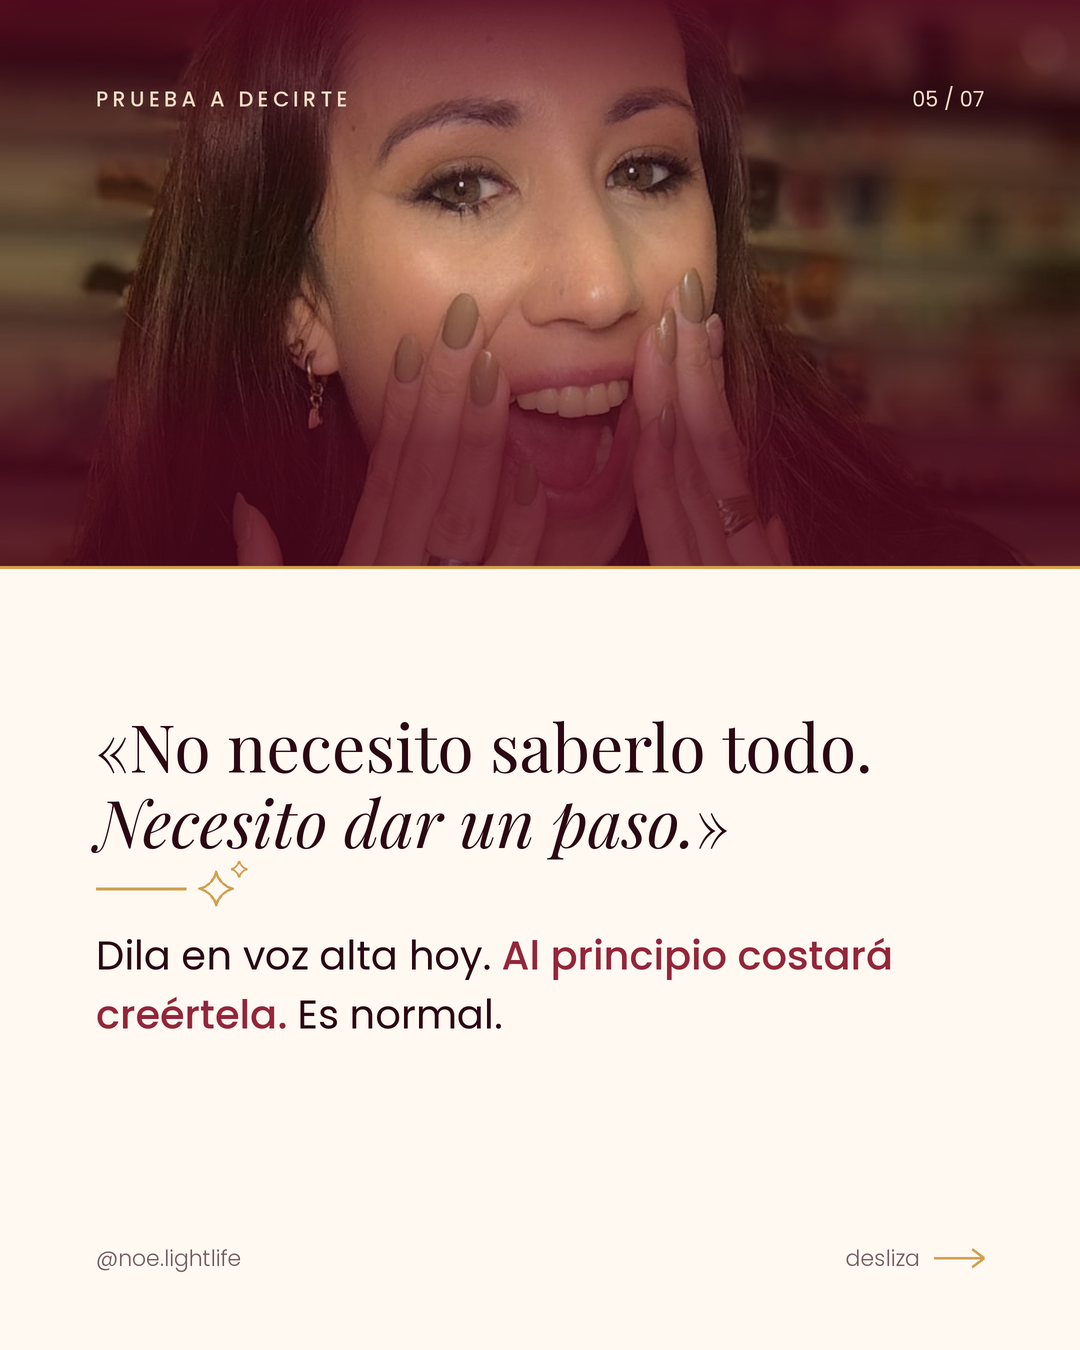 PRUEBA A DECIRTE
05 / 07
«No necesito saberlo todo.
Necesito dar un paso.»
Dila en voz alta hoy. Al principio costará
creértela. Es normal.
@noe.lightlife
desliza